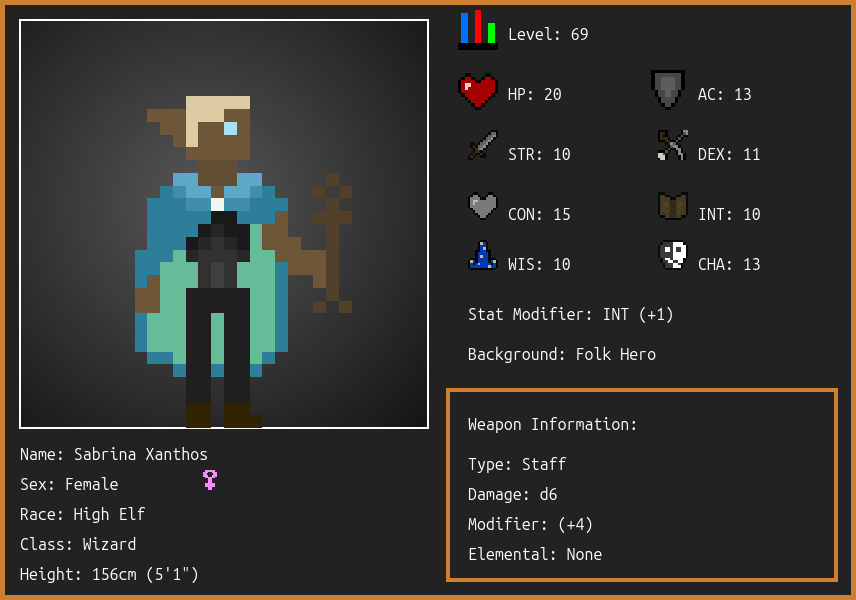 Level: 69
HP: 20
AC: 13
STR: 10
DEX: 11
CON: 15
INT: 10
WIS: 10
CHA: 13
Stat Modifier: INT (+1)
Background: Folk Hero
Weapon Information:
Type: Staff
Damage: d6
Modifier: (+4)
Elemental: None
Name: Sabrina Xanthos
Sex: Female
Race: High Elf
Class: Wizard
Height: 156cm (5'1")